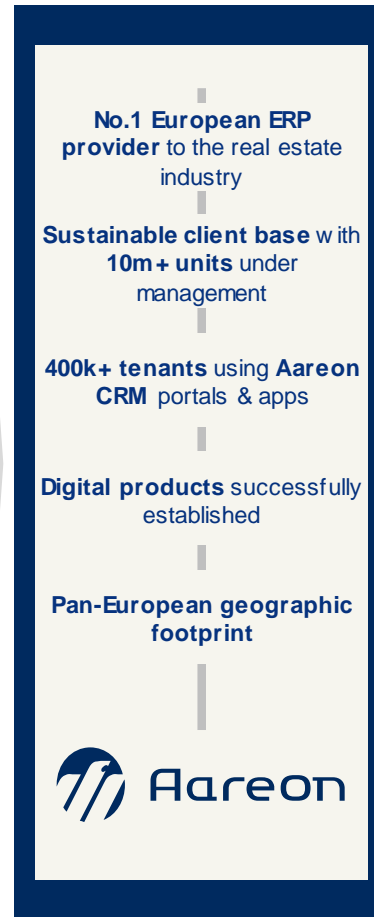 No.1 European ERP
provider to the real estate
industry
Sustainable client base with
10m+ units under
management
400k+ tenants using Aareon
CRM portals & apps
Digital products successfully
established
Pan-European geographic
footprint
Aareon